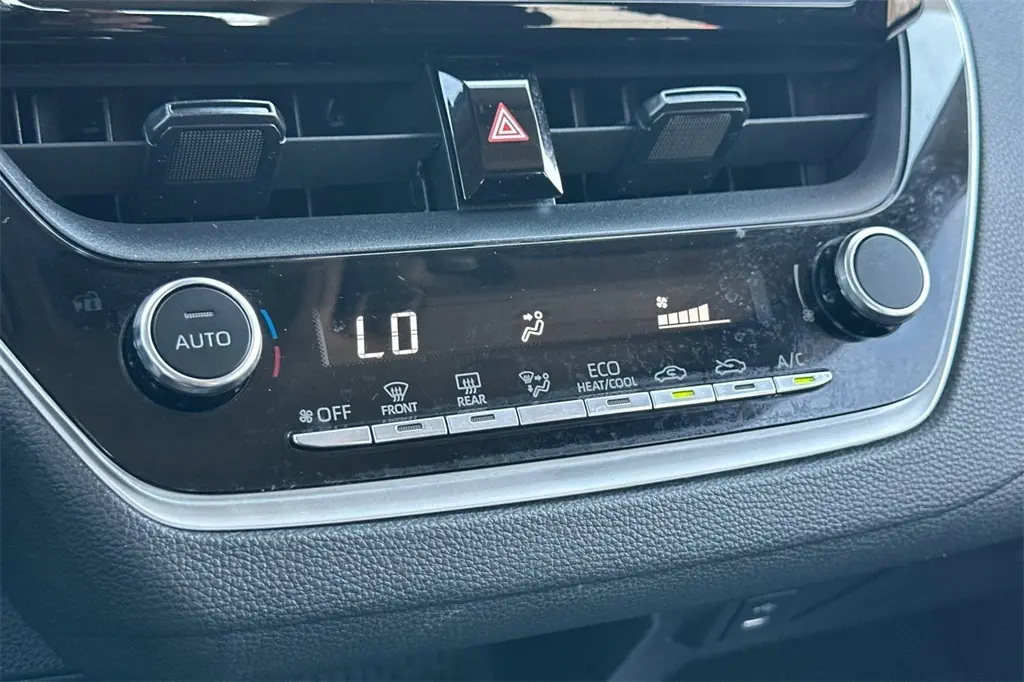 AUTO
LO
OFF
FRONT
REAR
ECO
HEAT/COOL
A/C